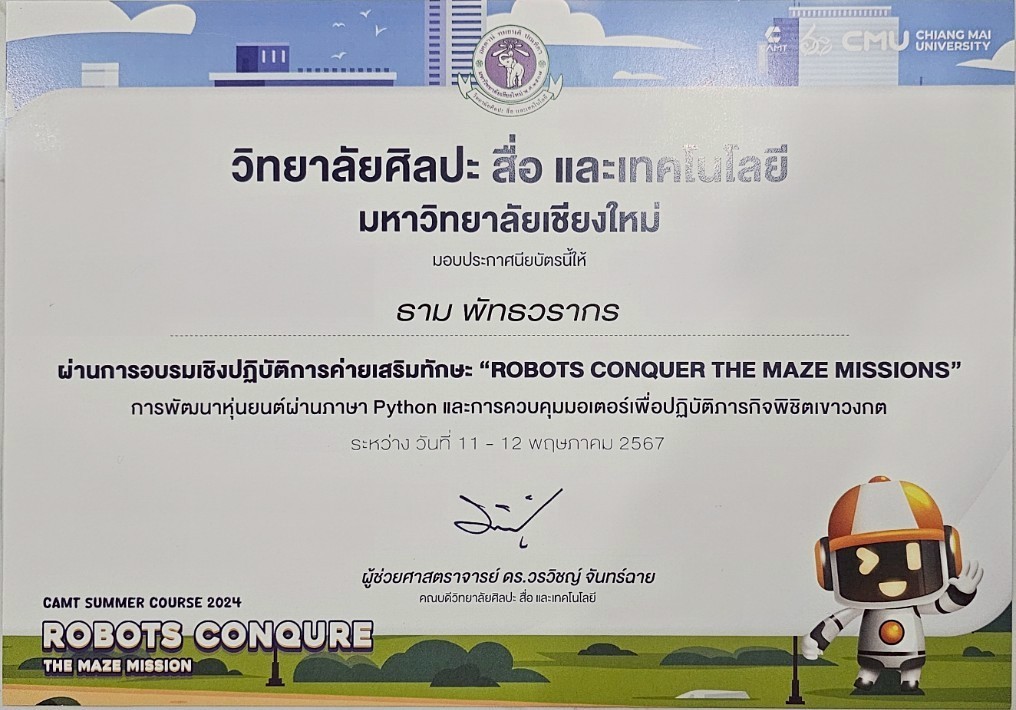 CAMT
CMU
CHIANG MAI
UNIVERSITY
วิทยาลัยศิลปะ สื่อ และเทคโนโลยี
มหาวิทยาลัยเชียงใหม่
มอบประกาศนียบัตรนี้ให้
ธาม พัทธวรากร
ผ่านการอบรมเชิงปฏิบัติการค่ายเสริมทักษะ “ROBOTS CONQUER THE MAZE MISSIONS”
การพัฒนาหุ่นยนต์ผ่านภาษา Python และการควบคุมมอเตอร์เพื่อปฏิบัติภารกิจพิชิตเขาวงกต
ระหว่าง วันที่ 11 - 12 พฤษภาคม 2567
ผู้ช่วยศาสตราจารย์ ดร.วรวิชญ์ จันทร์ฉาย
คณบดีวิทยาลัยศิลปะ สื่อ และเทคโนโลยี
CAMT SUMMER COURSE 2024
ROBOTS CONQURE
THE MAZE MISSION